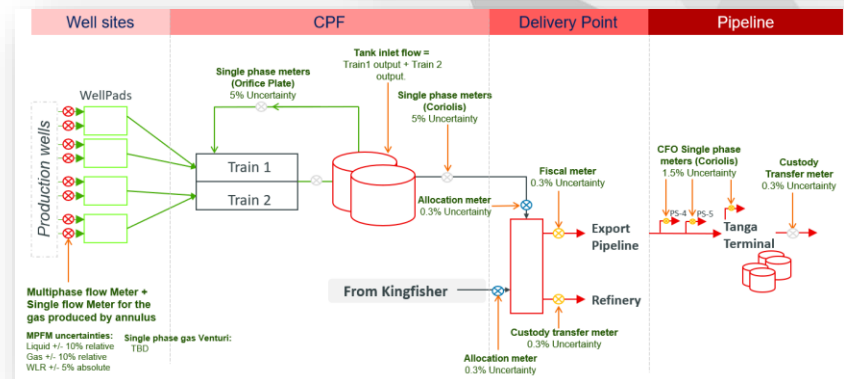 Well sites
CPF
Delivery Point
Pipeline
Tank inlet flow =
Train1 output + Train 2
output.
Single phase meters
(Orifice Plate)
5% Uncertainty
Single phase meters
(Coriolis)
5% Uncertainty
WellPads
Production wells
Train 1
Train 2
Allocation meter
0.3% Uncertainty
Fiscal meter
0.3% Uncertainty
Export
Pipeline
CFO Single phase
meters (Coriolis)
1.5% Uncertainty
Custody
Transfer meter
0.3% Uncertainty
PS-4
PS-5
Tanga
Terminal
From Kingfisher
Refinery
Custody transfer meter
0.3% Uncertainty
Allocation meter
0.3% Uncertainty
Multiphase flow Meter +
Single flow Meter for the
gas produced by annulus
MPFM uncertainties:
Liquid +/- 10% relative
Gas +/- 10% relative
WLR +/- 5% absolute
Single phase gas Venturi:
TBD